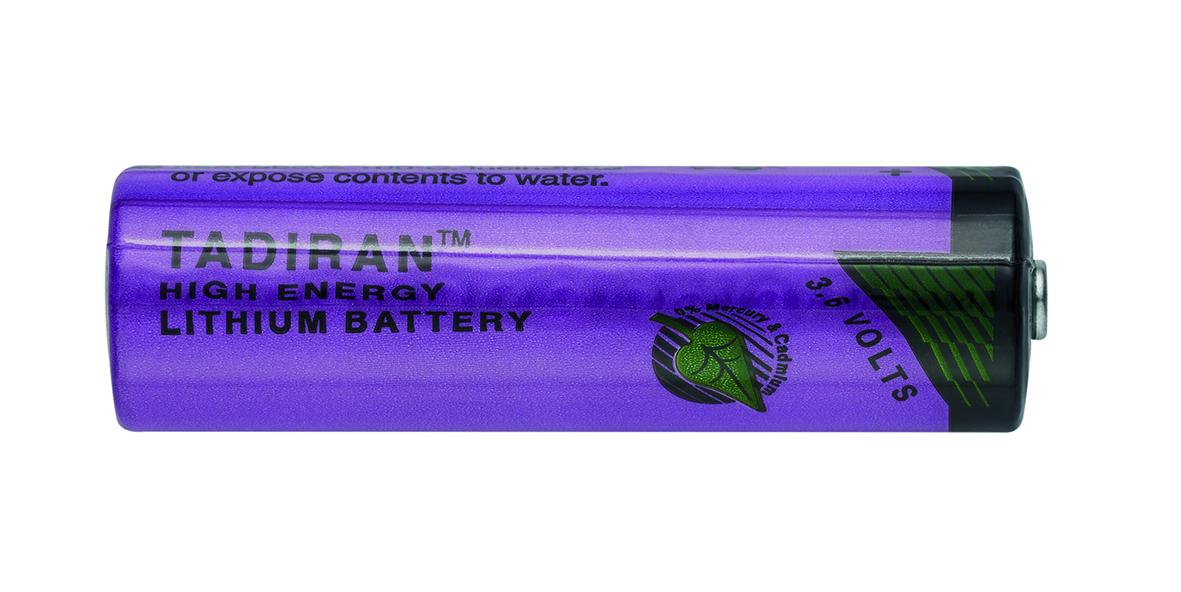 or expose contents to water.
+
TADIRAN™
HIGH ENERGY
LITHIUM BATTERY
0% Mercury & Cadmium
3.6 VOLTS